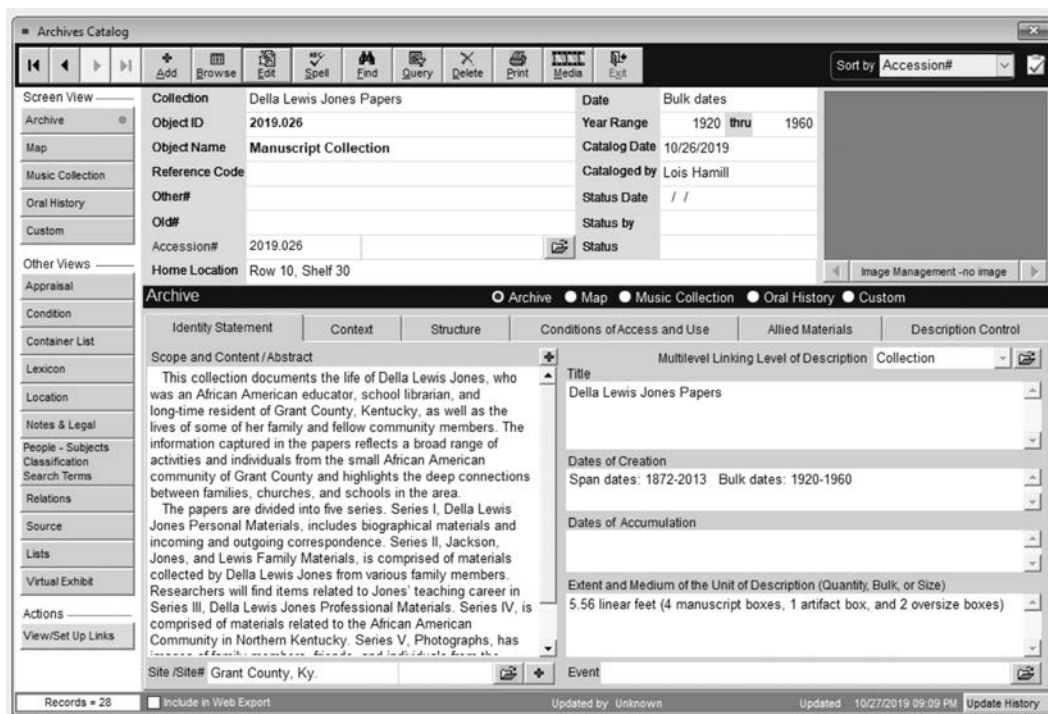 Archives Catalog
Add Browse Edit Spell Find Query Delete Print Media Exit
Sort by Accession#
Screen View
Archive
Map
Music Collection
Oral History
Custom
Other Views
Appraisal
Condition
Container List
Lexicon
Location
Notes & Legal
People - Subjects
Classification
Search Terms
Relations
Source
Lists
Virtual Exhibit
Actions
View/Set Up Links
Collection Della Lewis Jones Papers
Object ID 2019.026
Object Name Manuscript Collection
Reference Code
Other#
Old#
Accession# 2019.026
Home Location Row 10, Shelf 30
Date Bulk dates
Year Range 1920 thru 1960
Catalog Date 10/26/2019
Cataloged by Lois Hamill
Status Date / /
Status by
Status
Image Management -no image
Archive Archive Map Music Collection Oral History Custom
Identity Statement Context Structure Conditions of Access and Use Allied Materials Description Control
Scope and Content / Abstract
This collection documents the life of Della Lewis Jones, who
was an African American educator, school librarian, and
long-time resident of Grant County, Kentucky, as well as the
lives of some of her family and fellow community members. The
information captured in the papers reflects a broad range of
activities and individuals from the small African American
community of Grant County and highlights the deep connections
between families, churches, and schools in the area.
The papers are divided into five series. Series I, Della Lewis
Jones Personal Materials, includes biographical materials and
incoming and outgoing correspondence. Series II, Jackson,
Jones, and Lewis Family Materials, is comprised of materials
collected by Della Lewis Jones from various family members.
Researchers will find items related to Jones' teaching career in
Series III, Della Lewis Jones Professional Materials. Series IV, is
comprised of materials related to the African American
Community in Northern Kentucky. Series V, Photographs, has
images of family members, friends, and individuals from the
Multilevel Linking Level of Description Collection
Title
Della Lewis Jones Papers
Dates of Creation
Span dates: 1872-2013 Bulk dates: 1920-1960
Dates of Accumulation
Extent and Medium of the Unit of Description (Quantity, Bulk, or Size)
5.56 linear feet (4 manuscript boxes, 1 artifact box, and 2 oversize boxes)
Site /Site# Grant County, Ky.
Event
Records = 28
Include in Web Export
Updated by Unknown
Updated 10/27/2019 09:09 PM
Update History